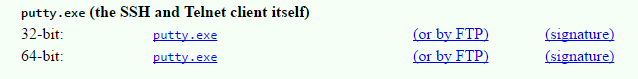 putty.exe (the SSH and Telnet client itself)
32-bit: putty.exe (or by FTP) (signature)
64-bit: putty.exe (or by FTP) (signature)